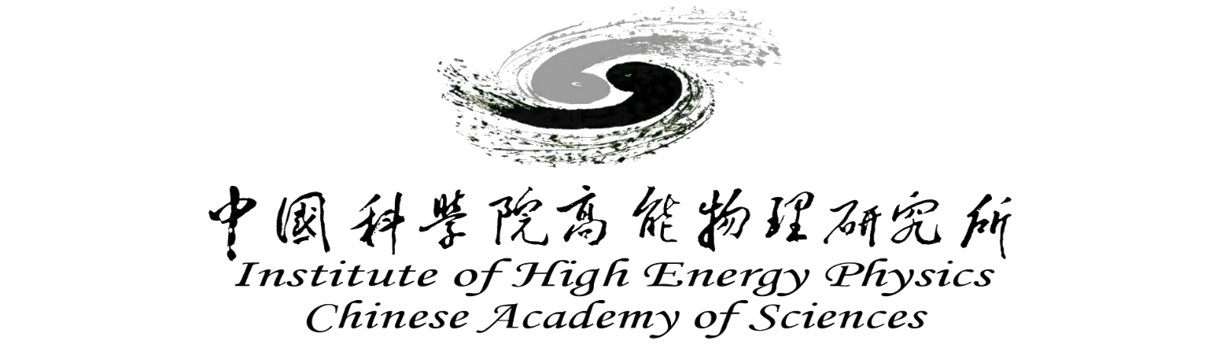 中國科學院高能物理研究所
Institute of High Energy Physics
Chinese Academy of Sciences